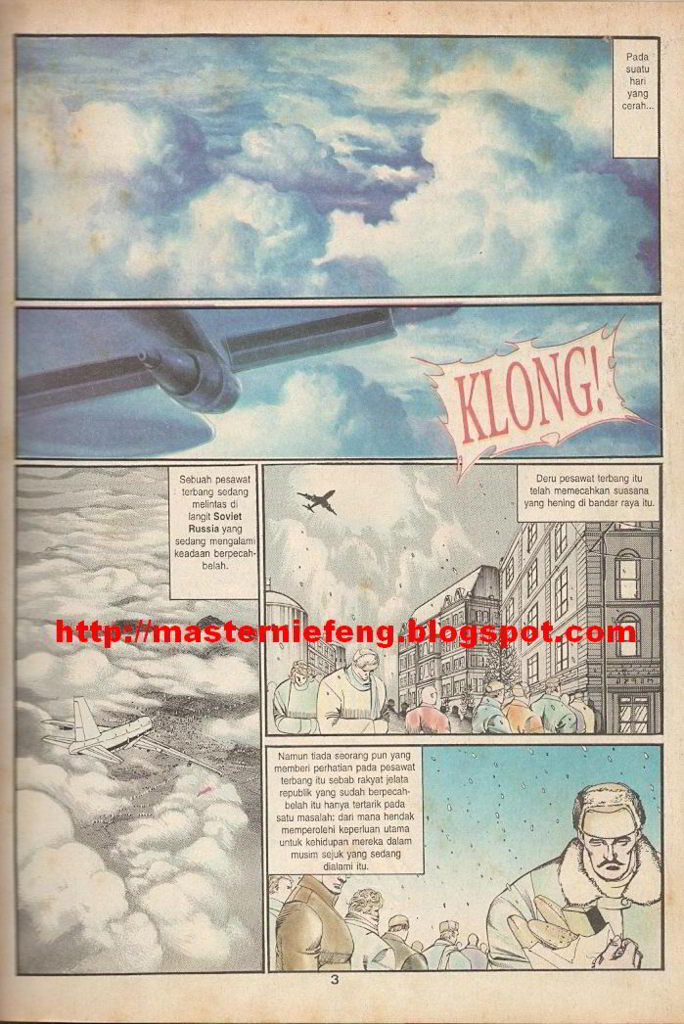 Pada
suatu
hari
yang
cerah...
KLONG!
Sebuah pesawat
terbang sedang
melintas di
langit Soviet
Russia yang
sedang mengalami
keadaan berpecah-
belah.
Deru pesawat terbang itu
telah memecahkan suasana
yang hening di bandar raya itu.
http://masterniefeng.blogspot.com
Namun tiada seorang pun yang
memberi perhatian pada pesawat
terbang itu sebab rakyat jelata
republik yang sudah berpecah-
belah itu hanya tertarik pada
satu masalah: dari mana hendak
memperolehi keperluan utama
untuk kehidupan mereka dalam
musim sejuk yang sedang
dialami itu.
3